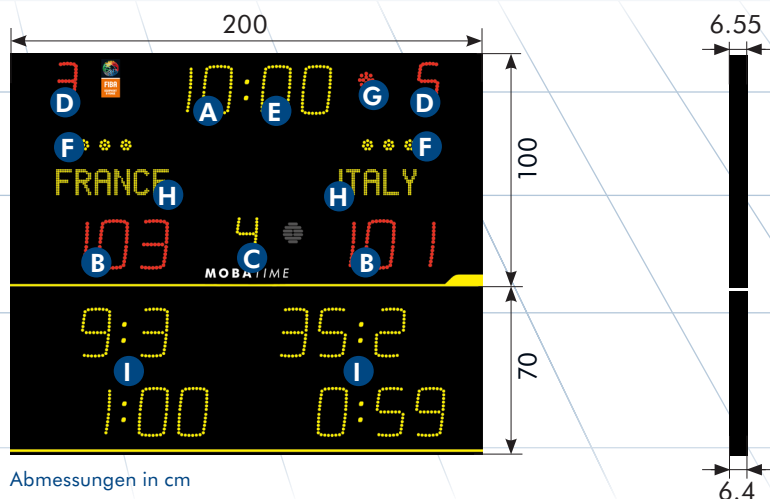 200
6.55
3 FIBA 10:00 5
D A E G D
F F
100
FRANCE ITALY
H H
103 4 101
B C B
MOBATIME
9:3 35:2
I I
70
1:00 0:59
Abmessungen in cm
6.4